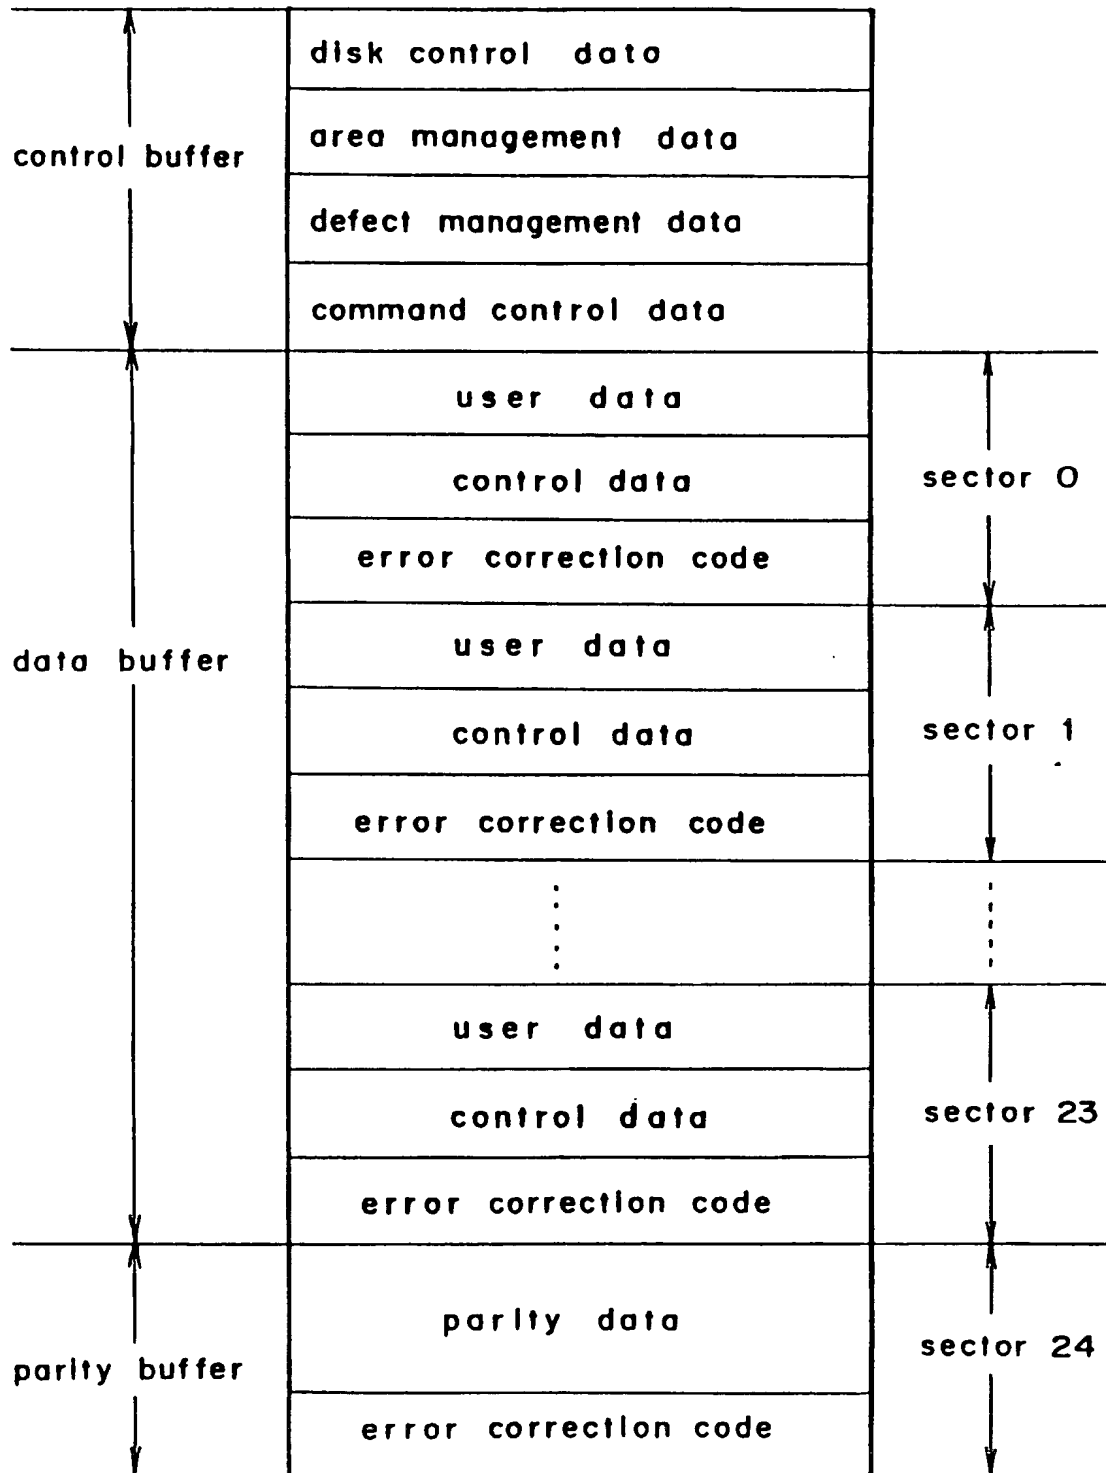 disk control data
area management data
control buffer
defect management data
command control data
user data
control data
sector 0
error correction code
user data
data buffer
control data
sector 1
error correction code
user data
control data
sector 23
error correction code
parity data
sector 24
parity buffer
error correction code